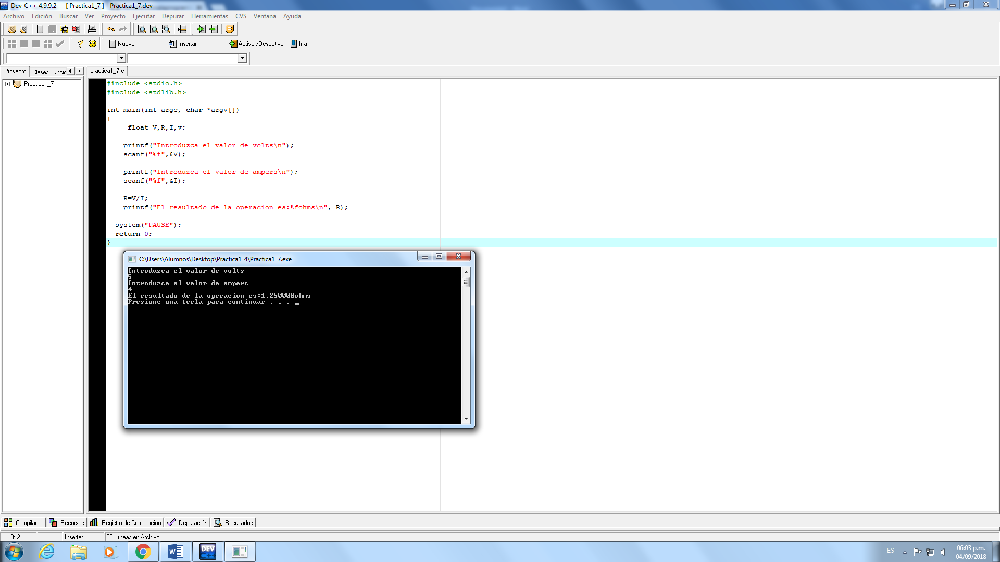 Dev-C++ 4.9.9.2 - [ Practica1_7 ] - Practica1_7.dev
Archivo Edición Buscar Ver Proyecto Ejecutar Depurar Herramientas CVS Ventana Ayuda
Nuevo Insertar Activar/Desactivar Ir a
Proyecto Clases(Funcic practica1_7.c
Practica1_7
#include <stdio.h>
#include <stdlib.h>
int main(int argc, char *argv[])
{
float V,R,I,v;
printf("Introduzca el valor de volts\n");
scanf("%f",&V);
printf("Introduzca el valor de ampers\n");
scanf("%f",&I);
R=V/I;
printf("El resultado de la operacion es:%fohms\n", R);
system("PAUSE");
return 0;
}
C:\Users\Alumnos\Desktop\Practica1_4\Practica1_7.exe
Introduzca el valor de volts
5
Introduzca el valor de ampers
4
El resultado de la operacion es:1.250000ohms
Presione una tecla para continuar . . . _
Compilador Recursos Registro de Compilación Depuración Resultados
19: 2 Insertar 20 Líneas en Archivo
DEV C++
ES
06:03 p.m.
04/09/2018